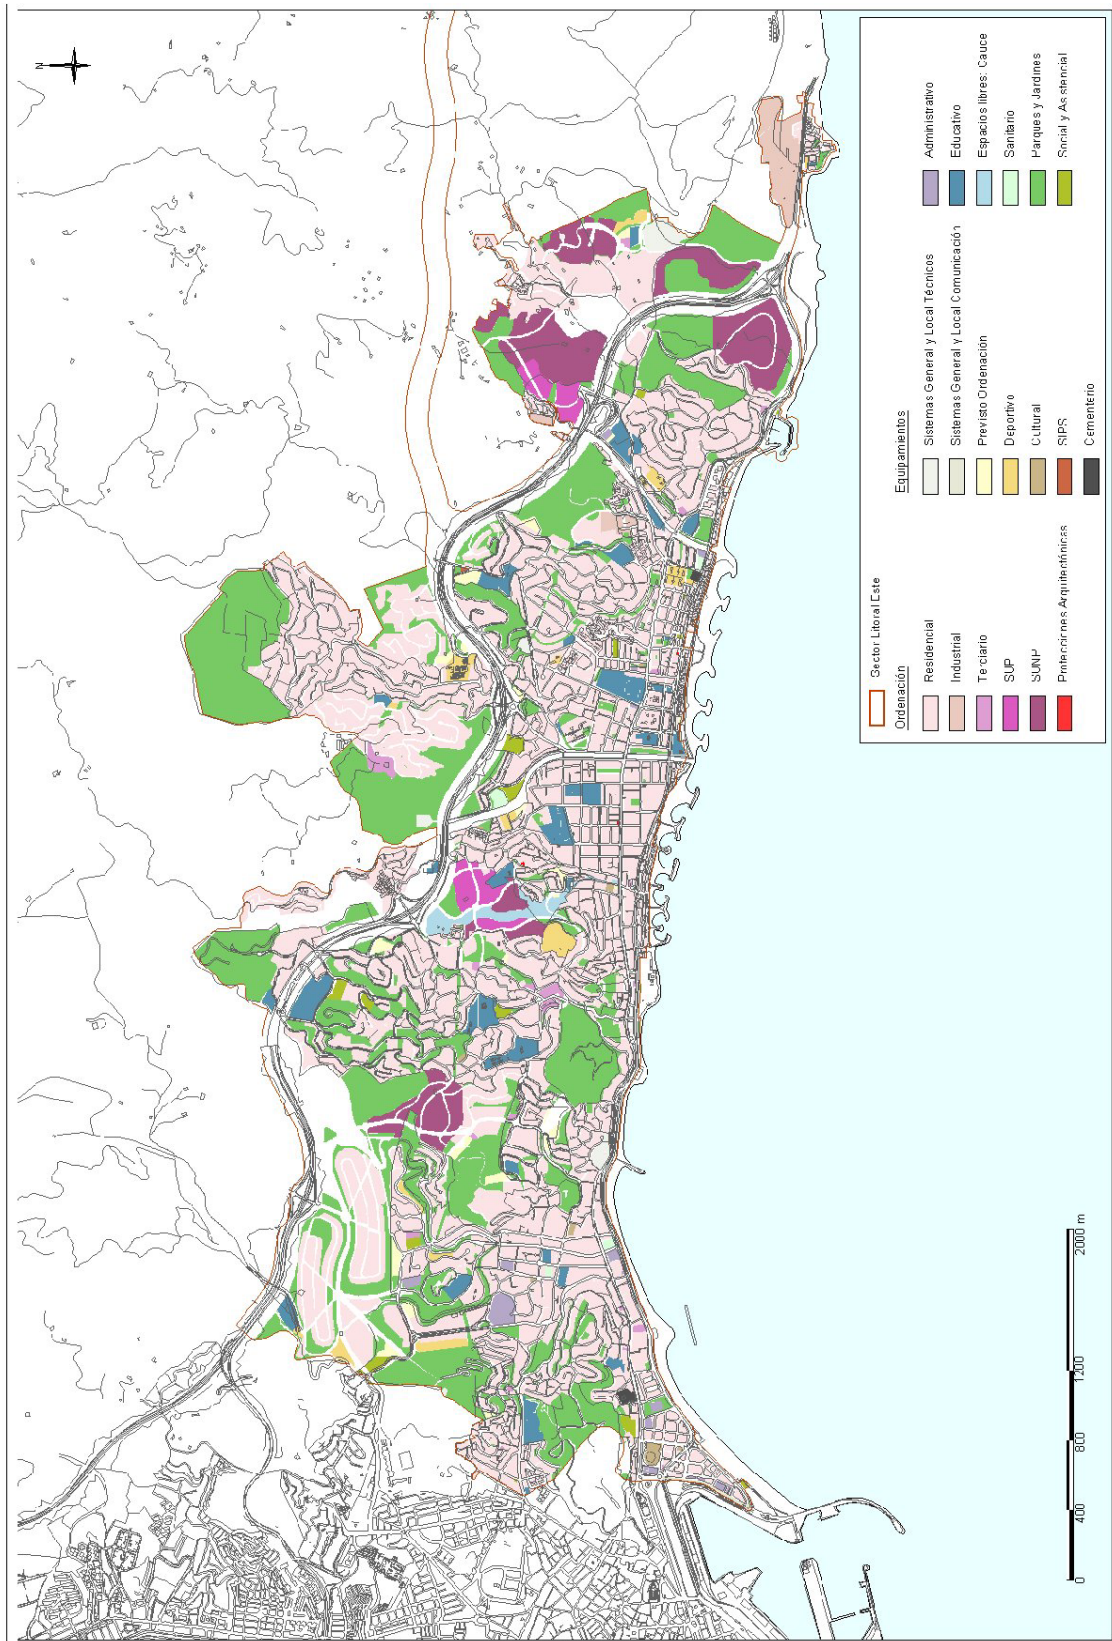 N
Sector Litoral Este
Ordenación
Residencial
Industrial
Terciario
SUP
SUNP
Protecciones Arquitectónicas
Equipamientos
Sistemas General y Local Técnicos
Sistemas General y Local Comunicación
Previsto Ordenación
Deportivo
Cultural
SIPS
Cementerio
Administrativo
Educativo
Espacios libres: Cauce
Sanitario
Parques y Jardines
Social y Asistencial
0 400 800 1200 2000 m